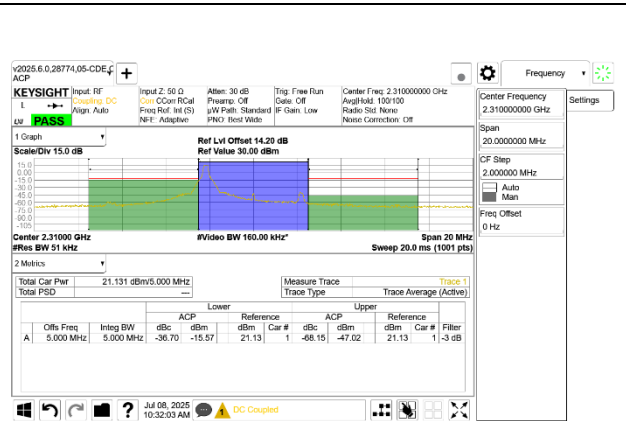 v2025.6.0,28774,05-CDE,C
ACP
Frequency
KEYSIGHT Input: RF Input Z: 50 Ω Atten: 30 dB Trig: Free Run Center Freq: 2.310000000 GHz
L Coupling: DC Corr CCorr RCal Preamp: Off Gate: Off Avg|Hold: 100/100
Align: Auto Freq Ref: Int (S) µW Path: Standard IF Gain: Low Radio Std: None
PASS NFE: Adaptive PNO: Best Wide Noise Correction: Off
Center Frequency
2.310000000 GHz
Settings
Span
20.0000000 MHz
CF Step
2.000000 MHz
Auto
Man
Freq Offset
0 Hz
1 Graph
Scale/Div 15.0 dB
Ref Lvl Offset 14.20 dB
Ref Value 30.00 dBm
15.0
0.00
-15.0
-30.0
-45.0
-60.0
-75.0
-90.0
-105
Center 2.31000 GHz #Video BW 160.00 kHz* Span 20 MHz
#Res BW 51 kHz Sweep 20.0 ms (1001 pts)
2 Metrics
Total Car Pwr 21.131 dBm/5.000 MHz Measure Trace Trace 1
Total PSD --- Trace Type Trace Average (Active)
Lower Upper
ACP Reference ACP Reference
Offs Freq Integ BW dBc dBm dBm Car # dBc dBm dBm Car # Filter
A 5.000 MHz 5.000 MHz -36.70 -15.57 21.13 1 -68.15 -47.02 21.13 1 -3 dB
Jul 08, 2025
10:32:03 AM
DC Coupled